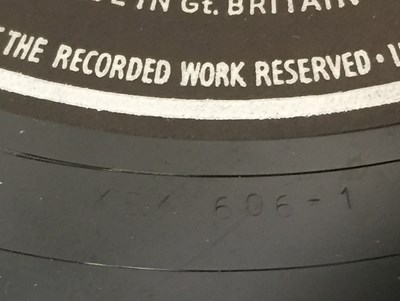 IN Gt. BRITAIN
THE RECORDED WORK RESERVED •
606-1